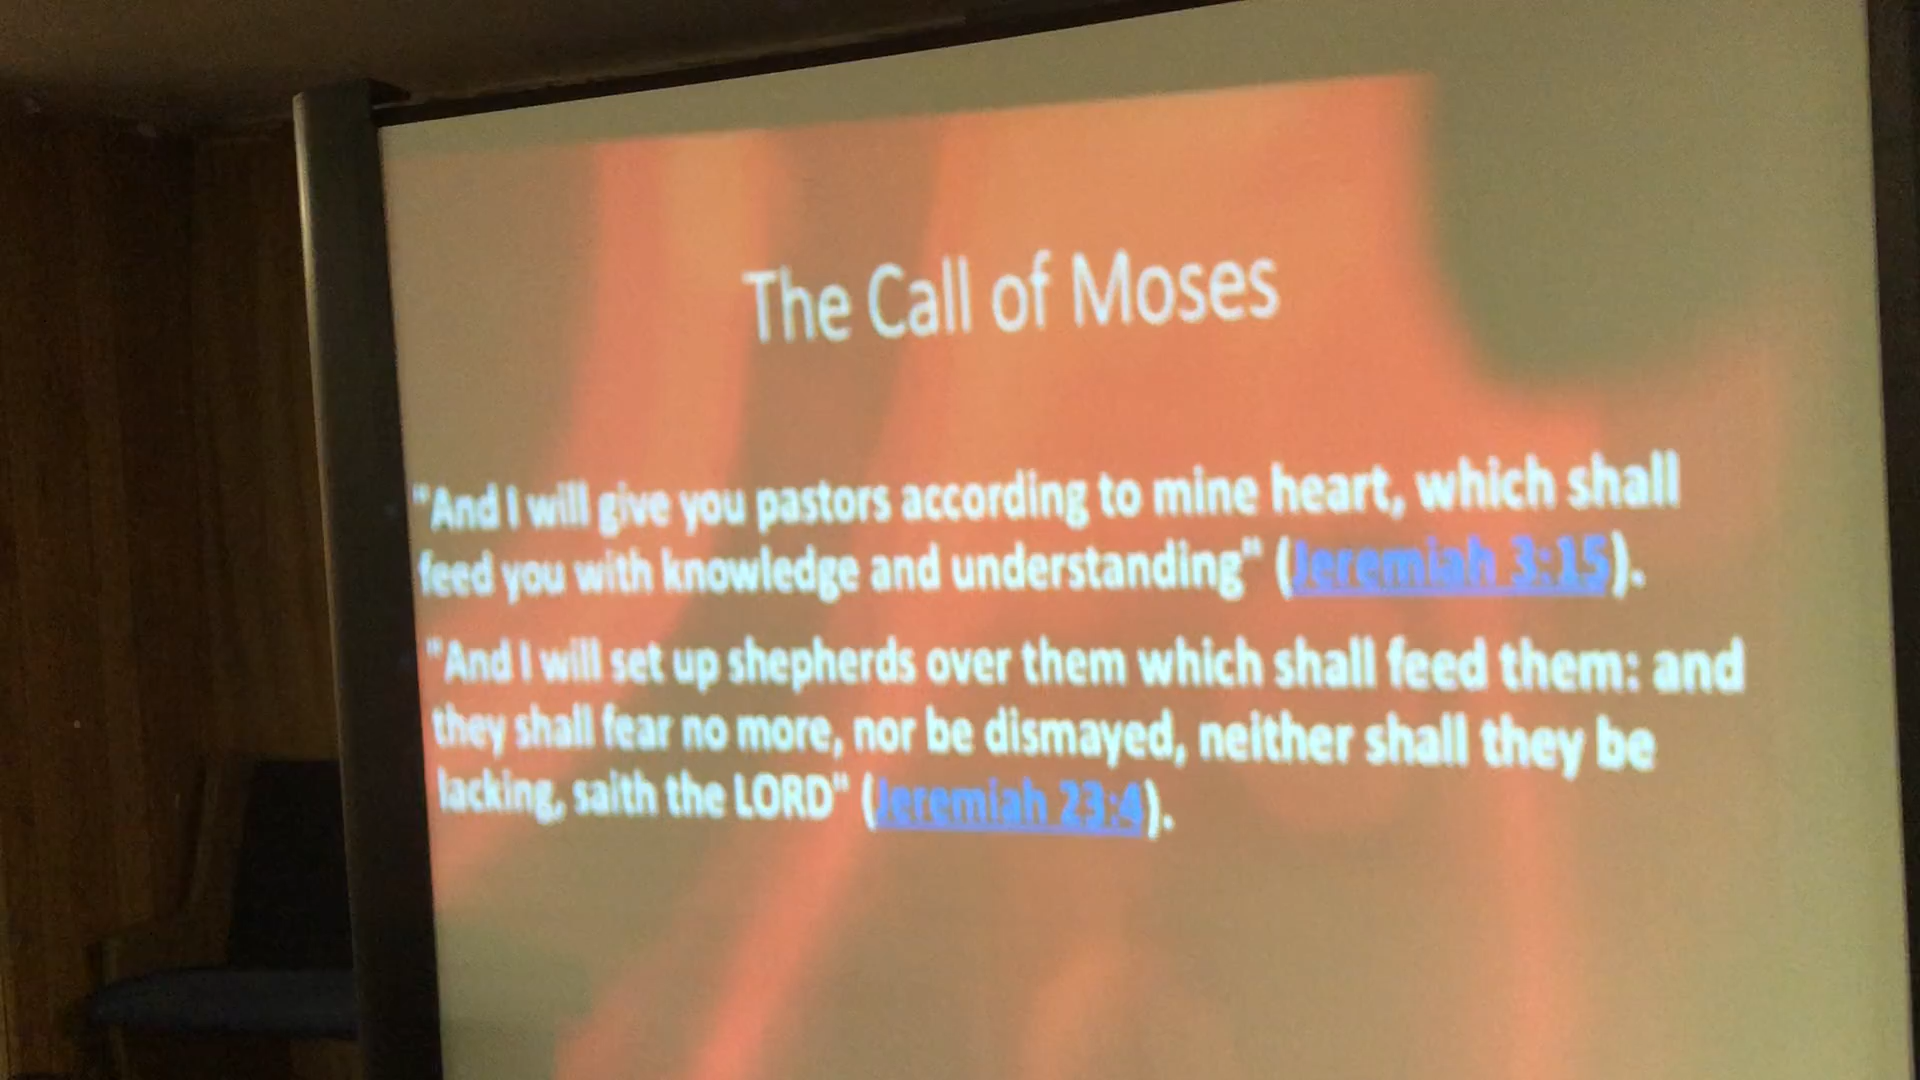 The Call of Moses
"And I will give you pastors according to mine heart, which shall
feed you with knowledge and understanding" (Jeremiah 3:15).
"And I will set up shepherds over them which shall feed them: and
they shall fear no more, nor be dismayed, neither shall they be
lacking, saith the LORD" (Jeremiah 23:4).